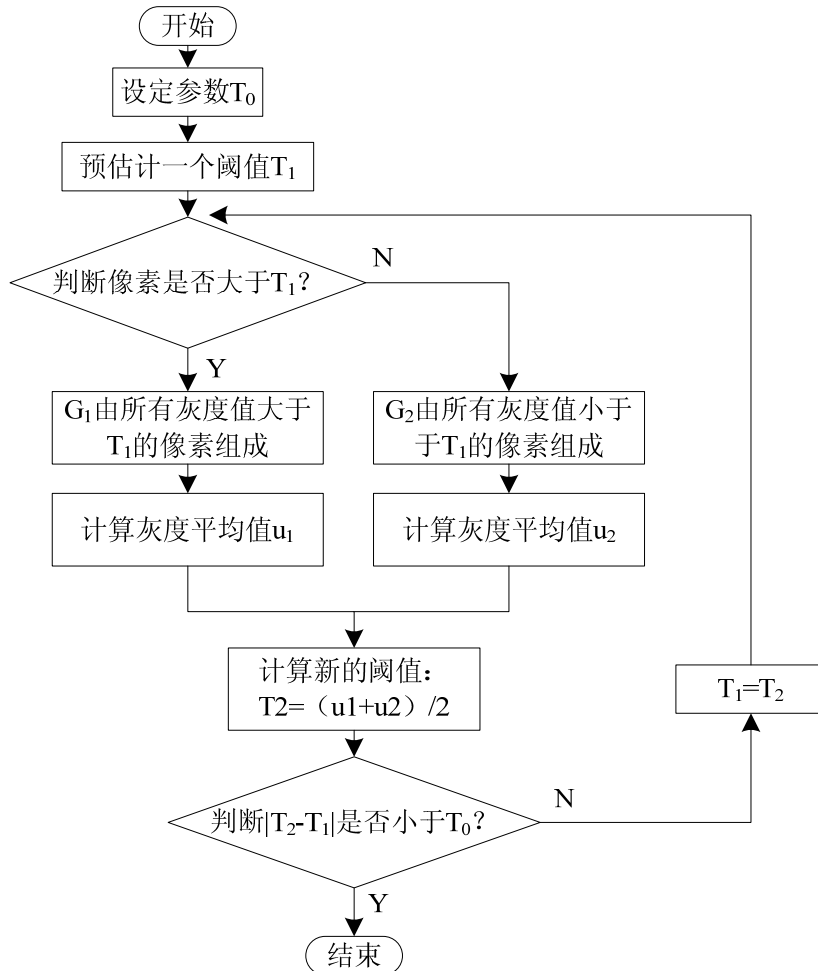 开始
设定参数T₀
预估计一个阈值T₁
判断像素是否大于T₁？
N
Y
G₁由所有灰度值大于
T₁的像素组成
G₂由所有灰度值小于
于T₁的像素组成
计算灰度平均值u₁
计算灰度平均值u₂
计算新的阈值：
T2=（u1+u2）/2
T₁=T₂
判断|T₂-T₁|是否小于T₀？
N
Y
结束